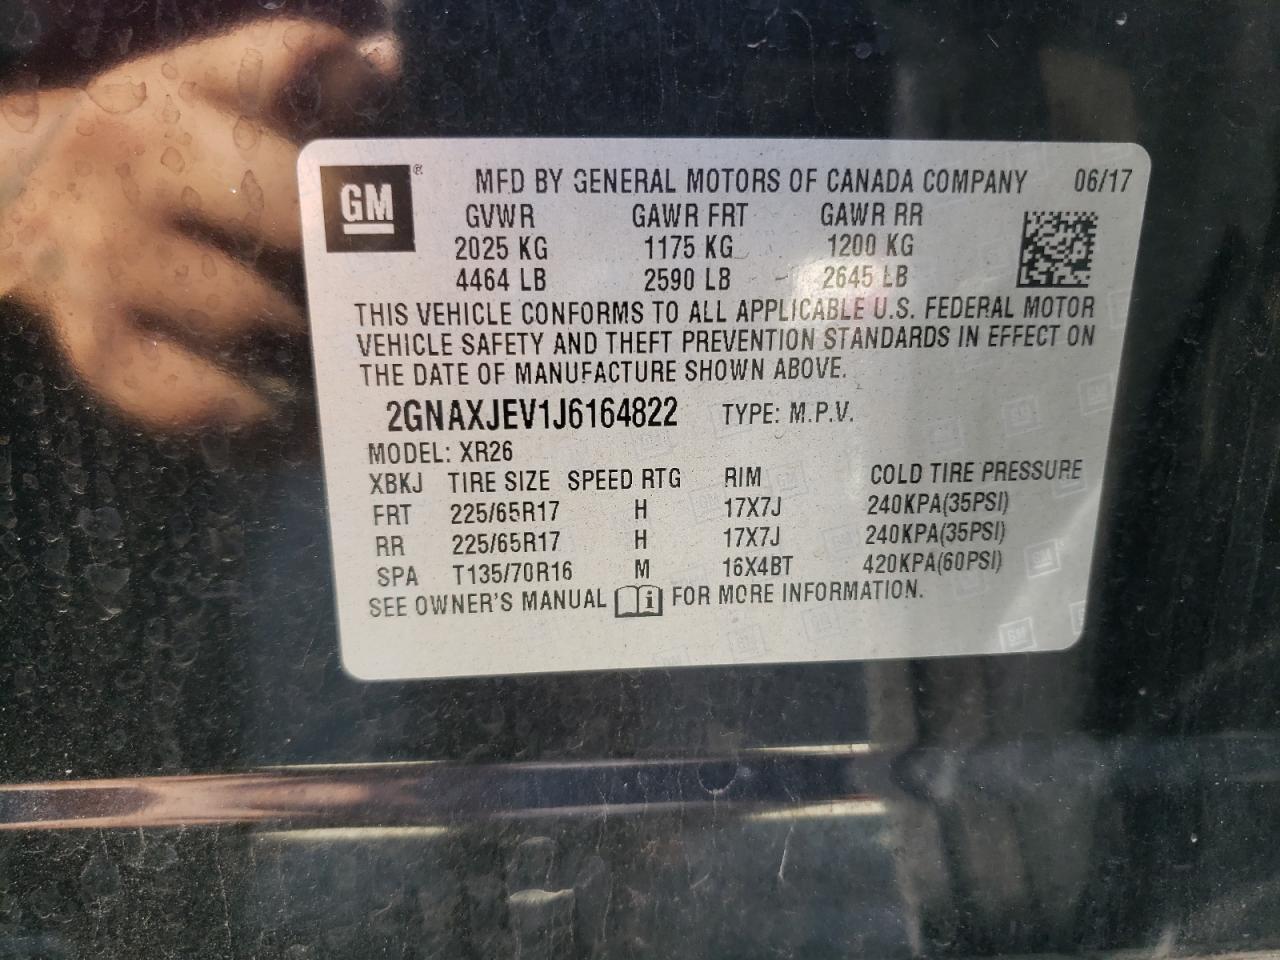 GM ® MFD BY GENERAL MOTORS OF CANADA COMPANY 06/17
GVWR GAWR FRT GAWR RR
2025 KG 1175 KG 1200 KG
4464 LB 2590 LB 2645 LB
THIS VEHICLE CONFORMS TO ALL APPLICABLE U.S. FEDERAL MOTOR
VEHICLE SAFETY AND THEFT PREVENTION STANDARDS IN EFFECT ON
THE DATE OF MANUFACTURE SHOWN ABOVE.
2GNAXJEV1J6164822 TYPE: M.P.V.
MODEL: XR26
XBKJ TIRE SIZE SPEED RTG RIM COLD TIRE PRESSURE
FRT 225/65R17 H 17X7J 240KPA(35PSI)
RR 225/65R17 H 17X7J 240KPA(35PSI)
SPA T135/70R16 M 16X4BT 420KPA(60PSI)
SEE OWNER'S MANUAL i FOR MORE INFORMATION.
GM
GM